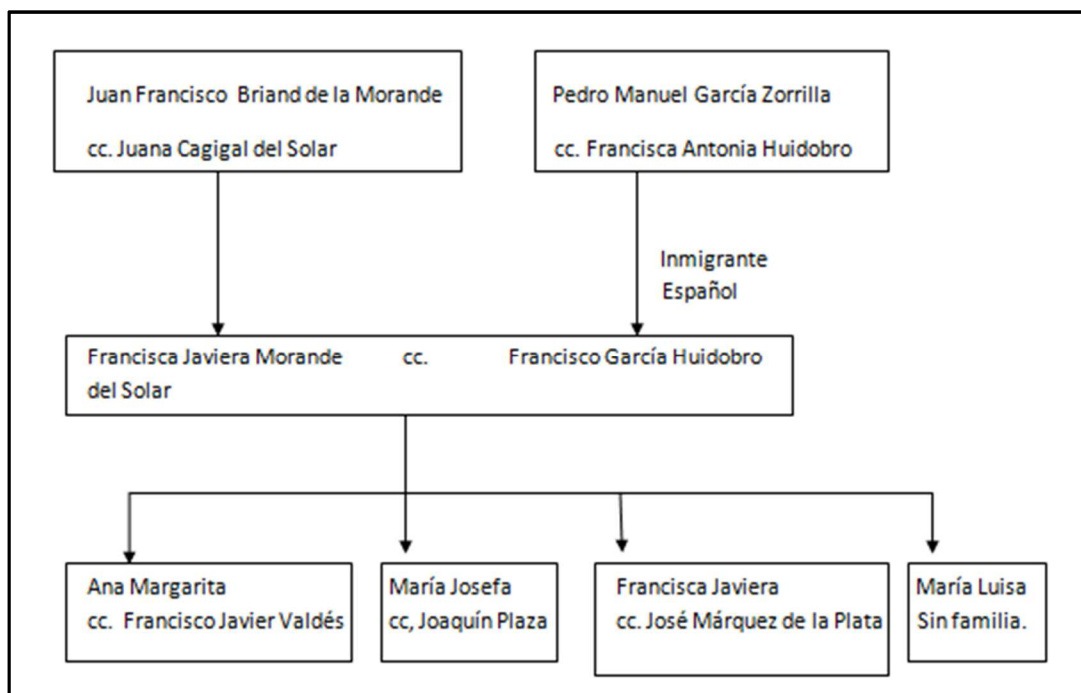 Juan Francisco Briand de la Morande
cc. Juana Cagigal del Solar
Pedro Manuel García Zorrilla
cc. Francisca Antonia Huidobro
Inmigrante
Español
Francisca Javiera Morande cc. Francisco García Huidobro
del Solar
Ana Margarita
cc. Francisco Javier Valdés
María Josefa
cc, Joaquín Plaza
Francisca Javiera
cc. José Márquez de la Plata
María Luisa
Sin familia.